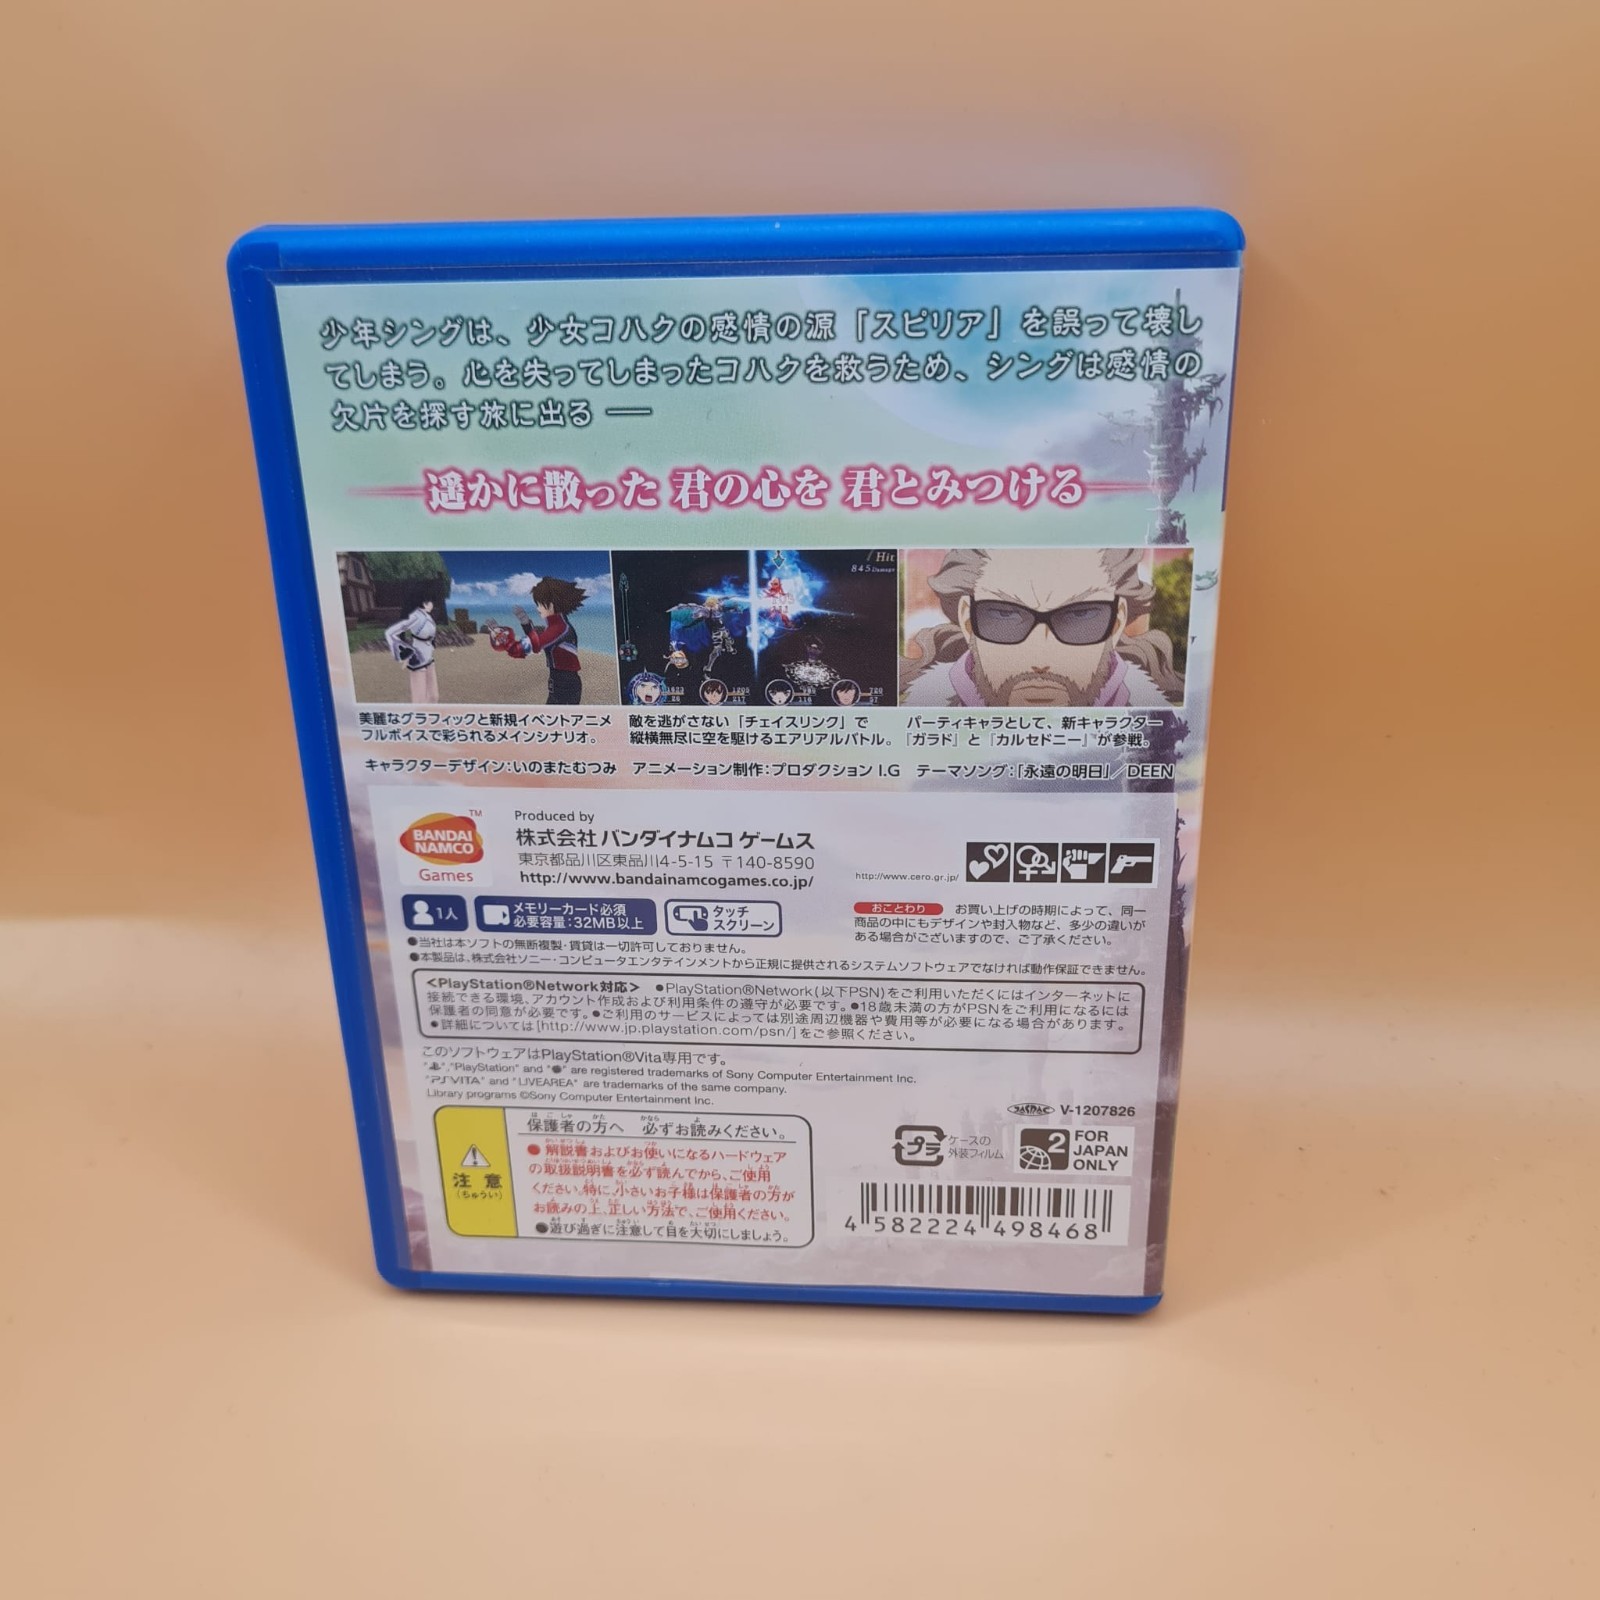 少年シングは、少女コハクの感情の源「スピリア」を誤って壊し
てしまう。心を失ってしまったコハクを救うため、シングは感情の
欠片を探す旅に出る ──
遥かに散った 君の心を 君とみつける
Hit
845 Damage
美麗なグラフィックと新規イベントアニメ
フルボイスで彩られるメインシナリオ。
敵を逃がさない「チェイスリンク」で
縦横無尽に空を駆けるエアリアルバトル。
パーティキャラとして、新キャラクター
『ガラド』と『カルセドニー』が参戦。
キャラクターデザイン：いのまたむつみ アニメーション制作：プロダクション I.G テーマソング：「永遠の明日」／DEEN
BANDAI
NAMCO
Games
TM
Produced by
株式会社 バンダイナムコ ゲームス
東京都品川区東品川4-5-15 〒140-8590
http://www.bandainamcogames.co.jp/
http://www.cero.gr.jp/
1人
メモリーカード必須
必要容量：32MB以上
タッチ
スクリーン
おことわり お買い上げの時期によって、同一
商品の中にもデザインや封入物など、多少の違いが
ある場合がございますので、ご了承ください。
●当社は本ソフトの無断複製・賃貸は一切許可しておりません。
●本製品は、株式会社ソニー・コンピュータエンタテインメントから正規に提供されるシステムソフトウェアでなければ動作保証できません。
<PlayStation®Network対応> ●PlayStation®Network(以下PSN)をご利用いただくにはインターネットに
接続できる環境、アカウント作成および利用条件の遵守が必要です。●18歳未満の方がPSNをご利用になるには
保護者の同意が必要です。●ご利用のサービスによっては別途周辺機器や費用等が必要になる場合があります。
●詳細については[http://www.jp.playstation.com/psn/]をご参照ください。
このソフトウェアはPlayStation®Vita専用です。
"PlayStation" and are registered trademarks of Sony Computer Entertainment Inc.
"PSVITA" and "LIVEAREA" are trademarks of the same company.
Library programs ©Sony Computer Entertainment Inc.
JASRAC V-1207826
注意
(ちゅうい)
保護者の方へ 必ずお読みください。
●解説書およびお使いになるハードウェア
の取扱説明書を必ず読んでから、ご使用
ください。特に、小さいお子様は保護者の方が
お読みの上、正しい方法で、ご使用ください。
●遊び過ぎに注意して目を大切にしましょう。
プラ
ケースの
外装フィルム
2
FOR
JAPAN
ONLY
4 582224 498468